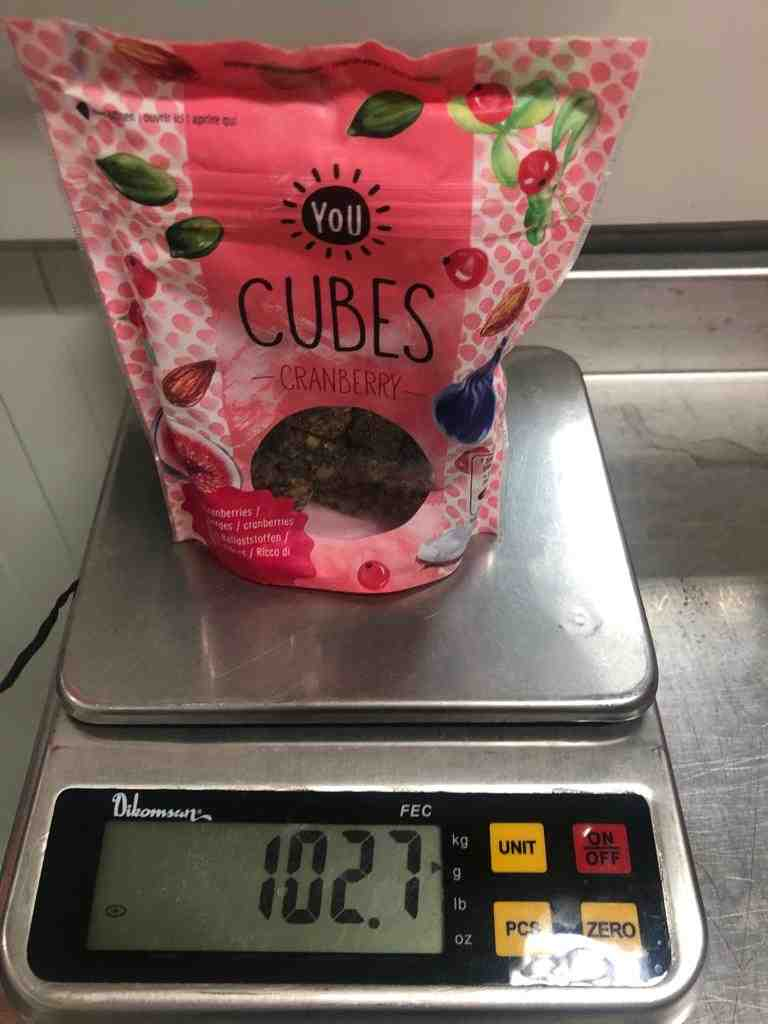 ouvrir ici | aprire qui
YoU
CUBES
CRANBERRY
cranberries /
/ cranberries
Ballaststoffen /
/ Ricco di
Dikomsan
FEC
102.7
kg
g
lb
oz
UNIT
ON
OFF
PCS
ZERO